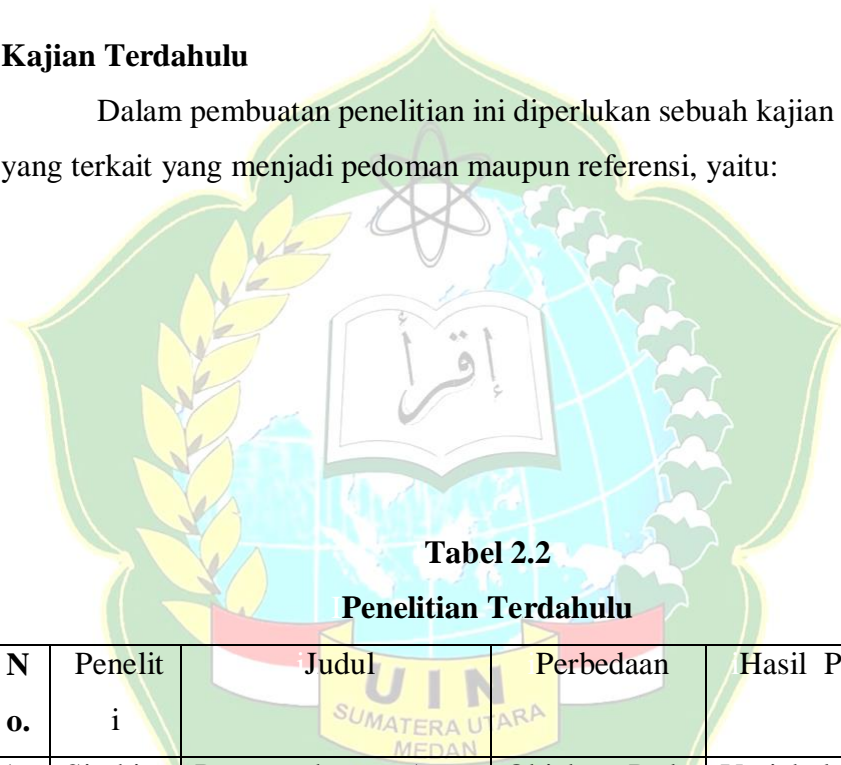 Kajian Terdahulu
Dalam pembuatan penelitian ini diperlukan sebuah kajian
yang terkait yang menjadi pedoman maupun referensi, yaitu:
إقرأ
Tabel 2.2
Penelitian Terdahulu
N Penelit Judul Perbedaan Hasil P
o. i
UIN
SUMATERA UTARA
MEDAN